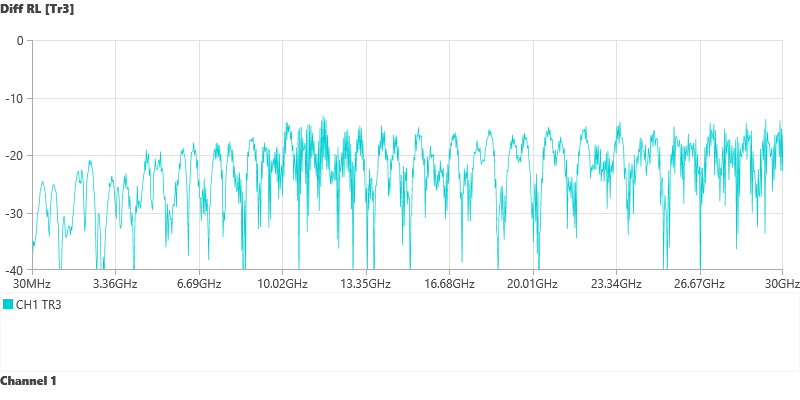 Diff RL [Tr3]
0
-10
-20
-30
-40
30MHz 3.36GHz 6.69GHz 10.02GHz 13.35GHz 16.68GHz 20.01GHz 23.34GHz 26.67GHz 30GHz
CH1 TR3
Channel 1